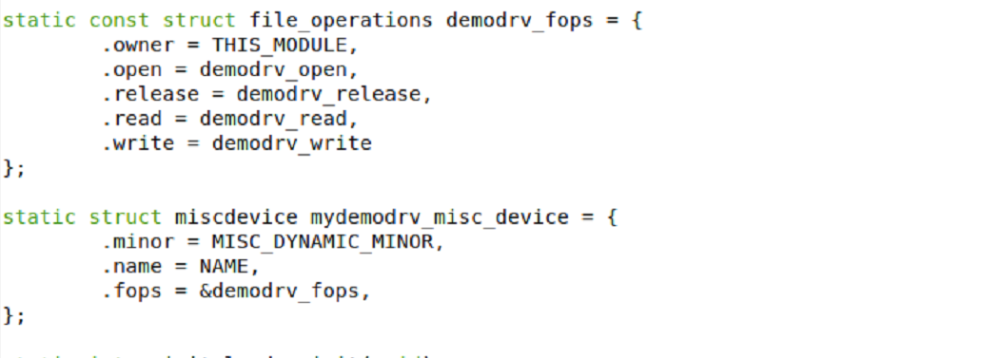 static const struct file_operations demodrv_fops = {
        .owner = THIS_MODULE,
        .open = demodrv_open,
        .release = demodrv_release,
        .read = demodrv_read,
        .write = demodrv_write
};

static struct miscdevice mydemodrv_misc_device = {
        .minor = MISC_DYNAMIC_MINOR,
        .name = NAME,
        .fops = &demodrv_fops,
};